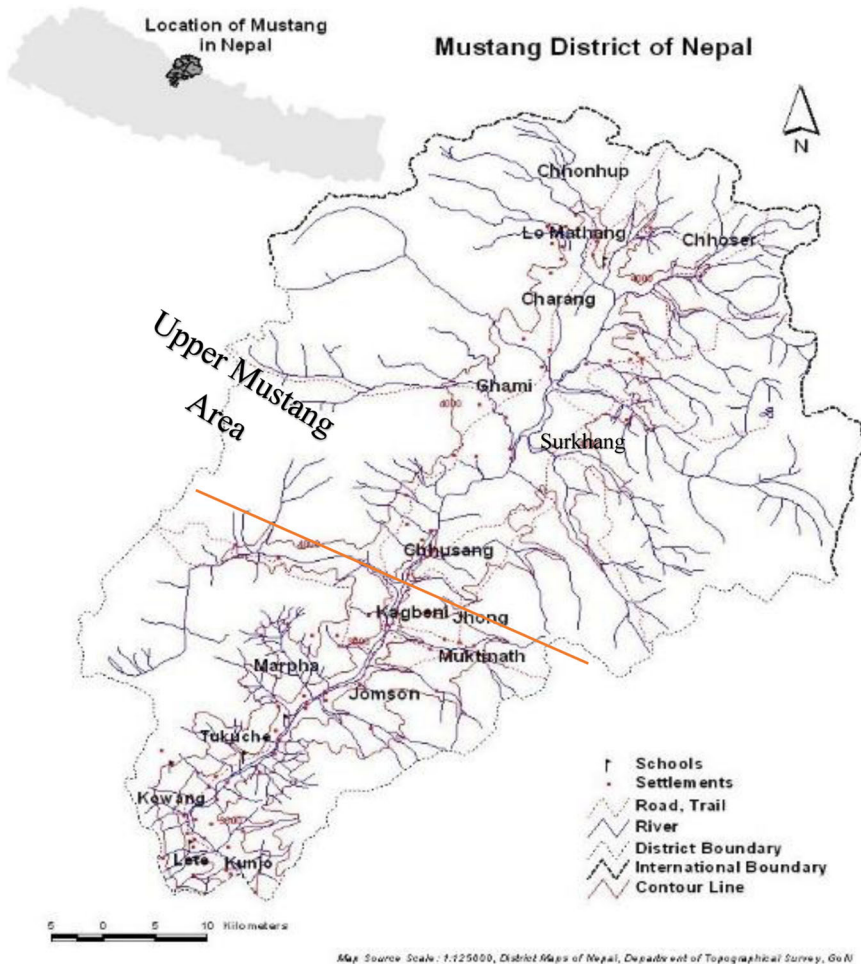 Location of Mustang
in Nepal
Mustang District of Nepal
N
Chhonhup
Lo Mathang
Chhoser
4000
Charang
Upper Mustang
Area
Ghami
4000
Surkhang
4000
Chhusang
Kagbeni
Jhong
Muktinath
Marpha
Jomson
Tukuche
Kowang
Lete
Kunjo
Schools
Settlements
Road, Trail
River
District Boundary
International Boundary
Contour Line
5 0 5 10 Kilometers
Map Source Scale: 1:125000, District Maps of Nepal, Department of Topographical Survey, GoN